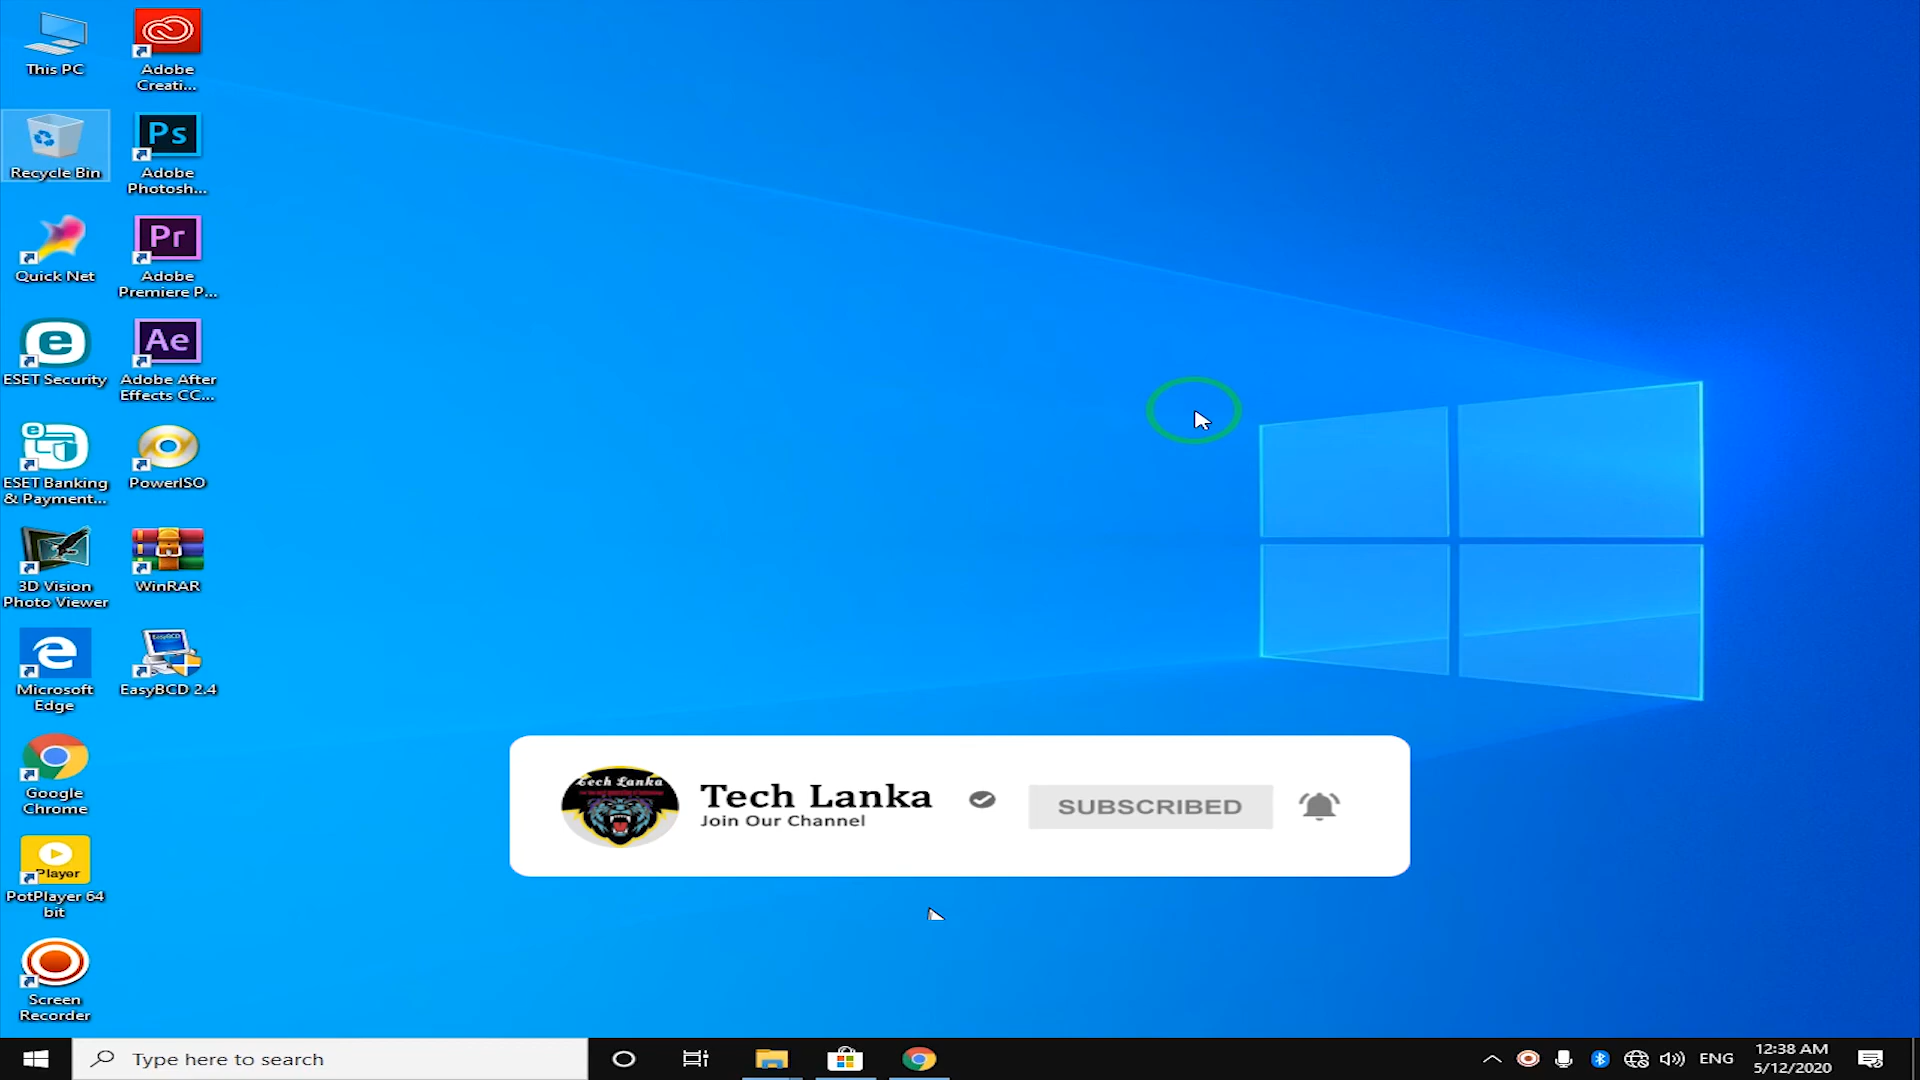 This PC
Adobe
Creati...
Recycle Bin
Ps
Adobe
Photosh...
Quick Net
Pr
Adobe
Premiere P...
e
ESET Security
Ae
Adobe After
Effects CC...
e
ESET Banking
& Payment...
PowerISO
3D Vision
Photo Viewer
WinRAR
Microsoft
Edge
EasyBCD
EasyBCD 2.4
Google
Chrome
Player
PotPlayer 64
bit
Screen
Recorder
Tech Lanka
Tech Lanka
Join Our Channel
SUBSCRIBED
Type here to search
ENG
12:38 AM
5/12/2020